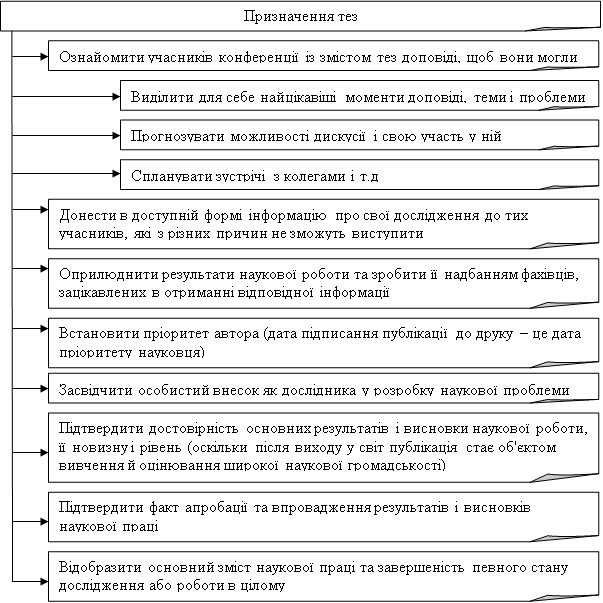 Призначення тез
Ознайомити учасників конференції із змістом тез доповіді, щоб вони могли
Виділити для себе найцікавіші моменти доповіді, теми і проблеми
Прогнозувати можливості дискусії і свою участь у ній
Спланувати зустрічі з колегами і т.д
Донести в доступній формі інформацію про свої дослідження до тих
учасників, які з різних причин не зможуть виступити
Оприлюднити результати наукової роботи та зробити її надбанням фахівців,
зацікавлених в отриманні відповідної інформації
Встановити пріоритет автора (дата підписання публікації до друку – це дата
пріоритету науковця)
Засвідчити особистий внесок як дослідника у розробку наукової проблеми
Підтвердити достовірність основних результатів і висновки наукової роботи,
її новизну і рівень (оскільки після виходу у світ публікація стає об'єктом
вивчення й оцінювання широкої наукової громадськості)
Підтвердити факт апробації та впровадження результатів і висновків
наукової праці
Відобразити основний зміст наукової праці та завершеність певного стану
дослідження або роботи в цілому